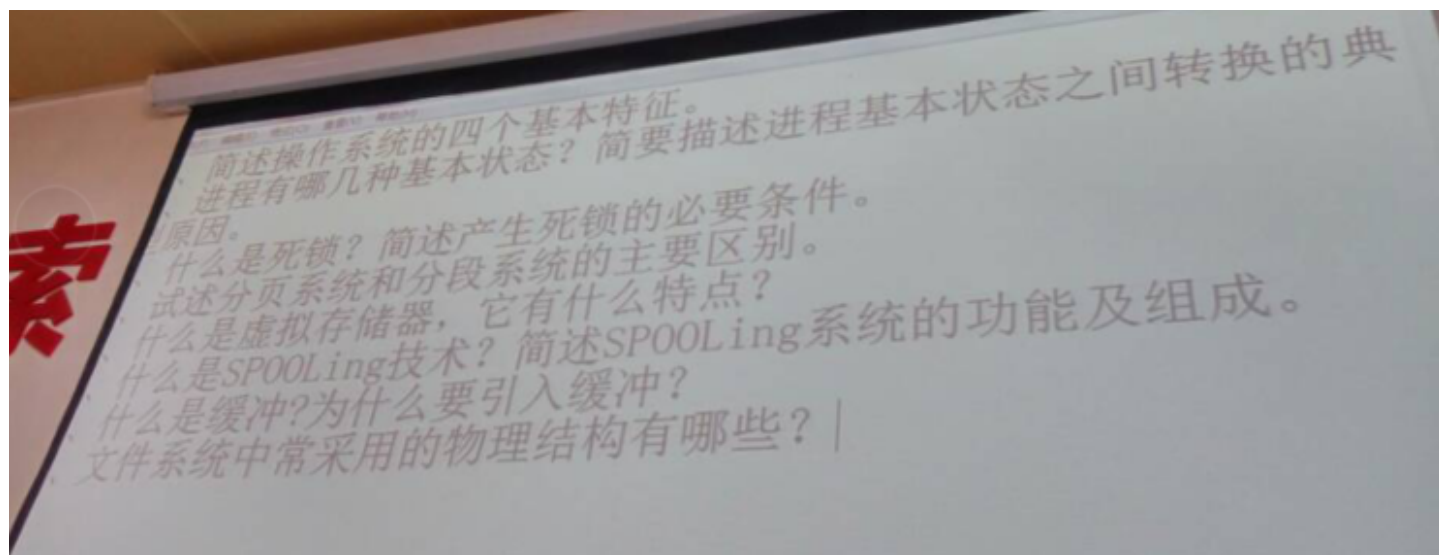 简述操作系统的四个基本特征。
进程有哪几种基本状态？简要描述进程基本状态之间转换的典
原因。
什么是死锁？简述产生死锁的必要条件。
试述分页系统和分段系统的主要区别。
什么是虚拟存储器，它有什么特点？
什么是SPOOLing技术？简述SPOOLing系统的功能及组成。
什么是缓冲?为什么要引入缓冲？
文件系统中常采用的物理结构有哪些？
索